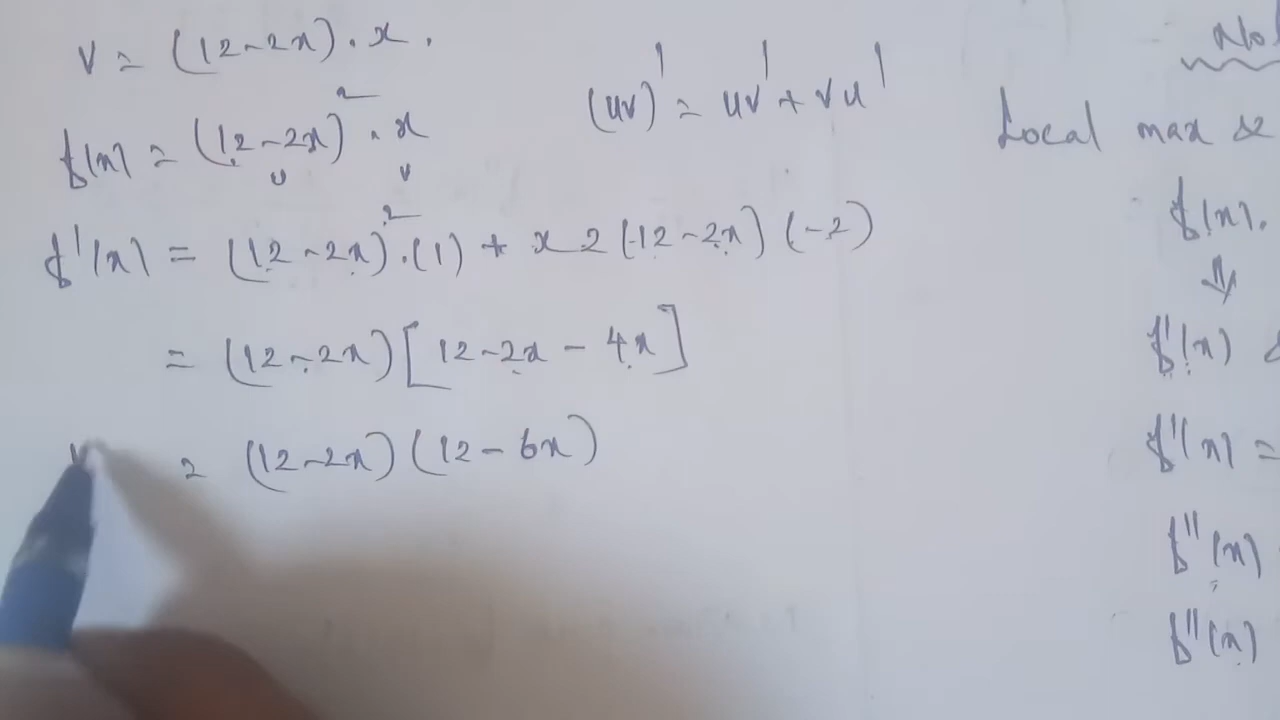 V = (12-2x).x.
f(x) = (12-2x)².x
u v
(uv)' = uv' + vu'
f'(x) = (12-2x)².(1) + x 2(12-2x)(-2)
= (12-2x)[12-2x-4x]
= (12-2x)(12-6x)
Local max &
f(x).
⇓
f'(x)
f'(x) =
f''(x)
f''(x)